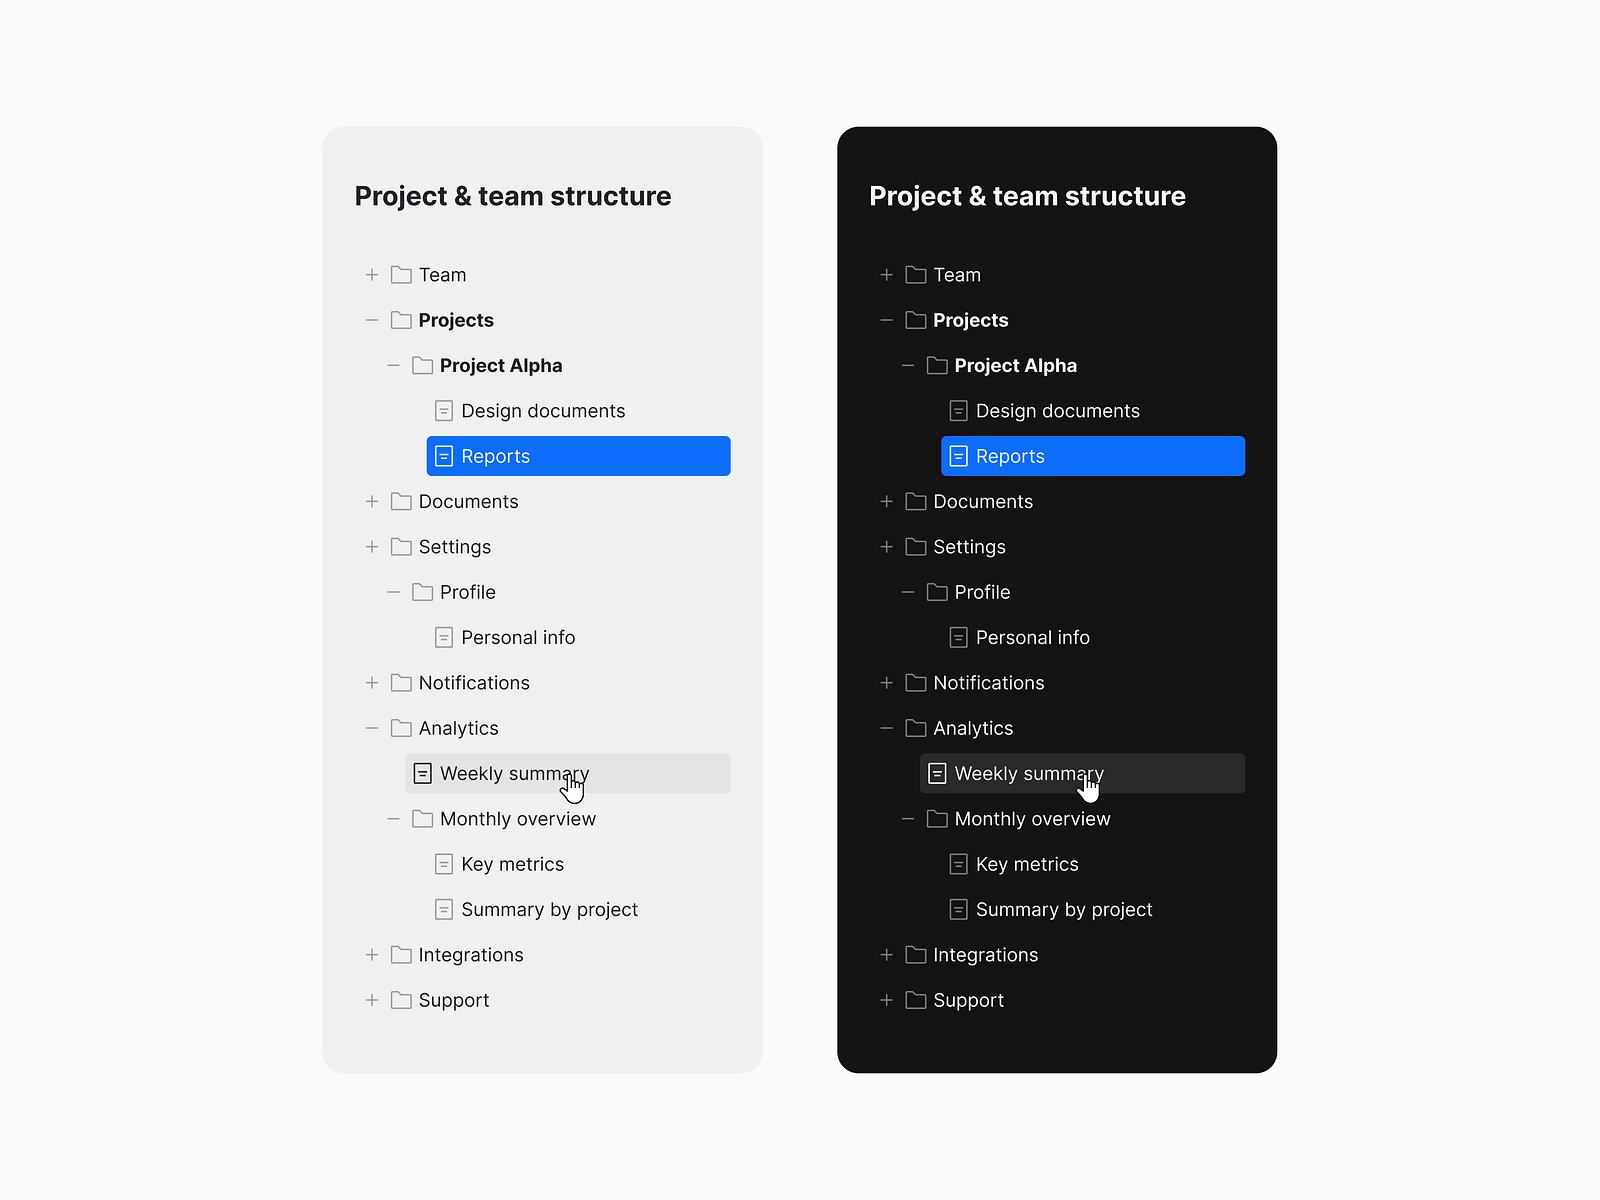 Project & team structure
Team
Projects
Project Alpha
Design documents
Reports
Documents
Settings
Profile
Personal info
Notifications
Analytics
Weekly summary
Monthly overview
Key metrics
Summary by project
Integrations
Support
Project & team structure
Team
Projects
Project Alpha
Design documents
Reports
Documents
Settings
Profile
Personal info
Notifications
Analytics
Weekly summary
Monthly overview
Key metrics
Summary by project
Integrations
Support